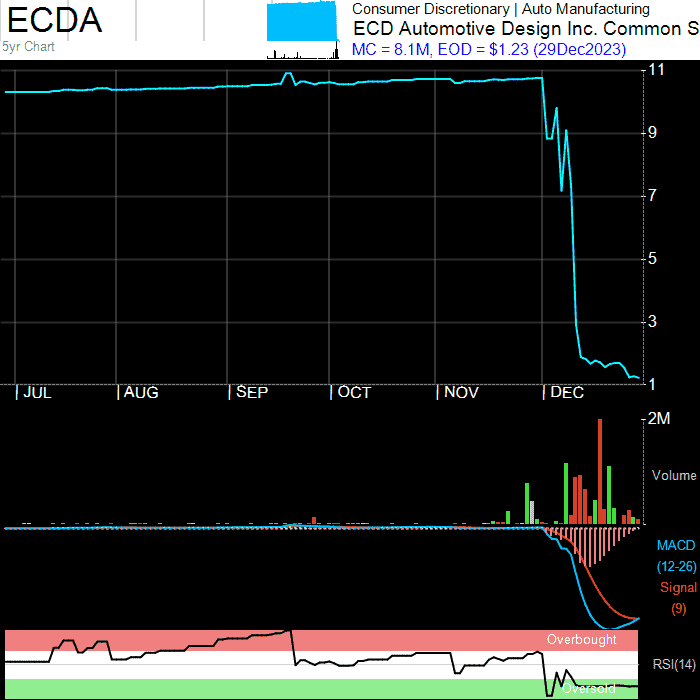 ECDA
5yr Chart
Consumer Discretionary | Auto Manufacturing
ECD Automotive Design Inc. Common S
MC = 8.1M, EOD = $1.23 (29Dec2023)
11
9
7
5
3
1
JUL AUG SEP OCT NOV DEC
2M
Volume
MACD
(12-26)
Signal
(9)
Overbought
RSI(14)
Oversold